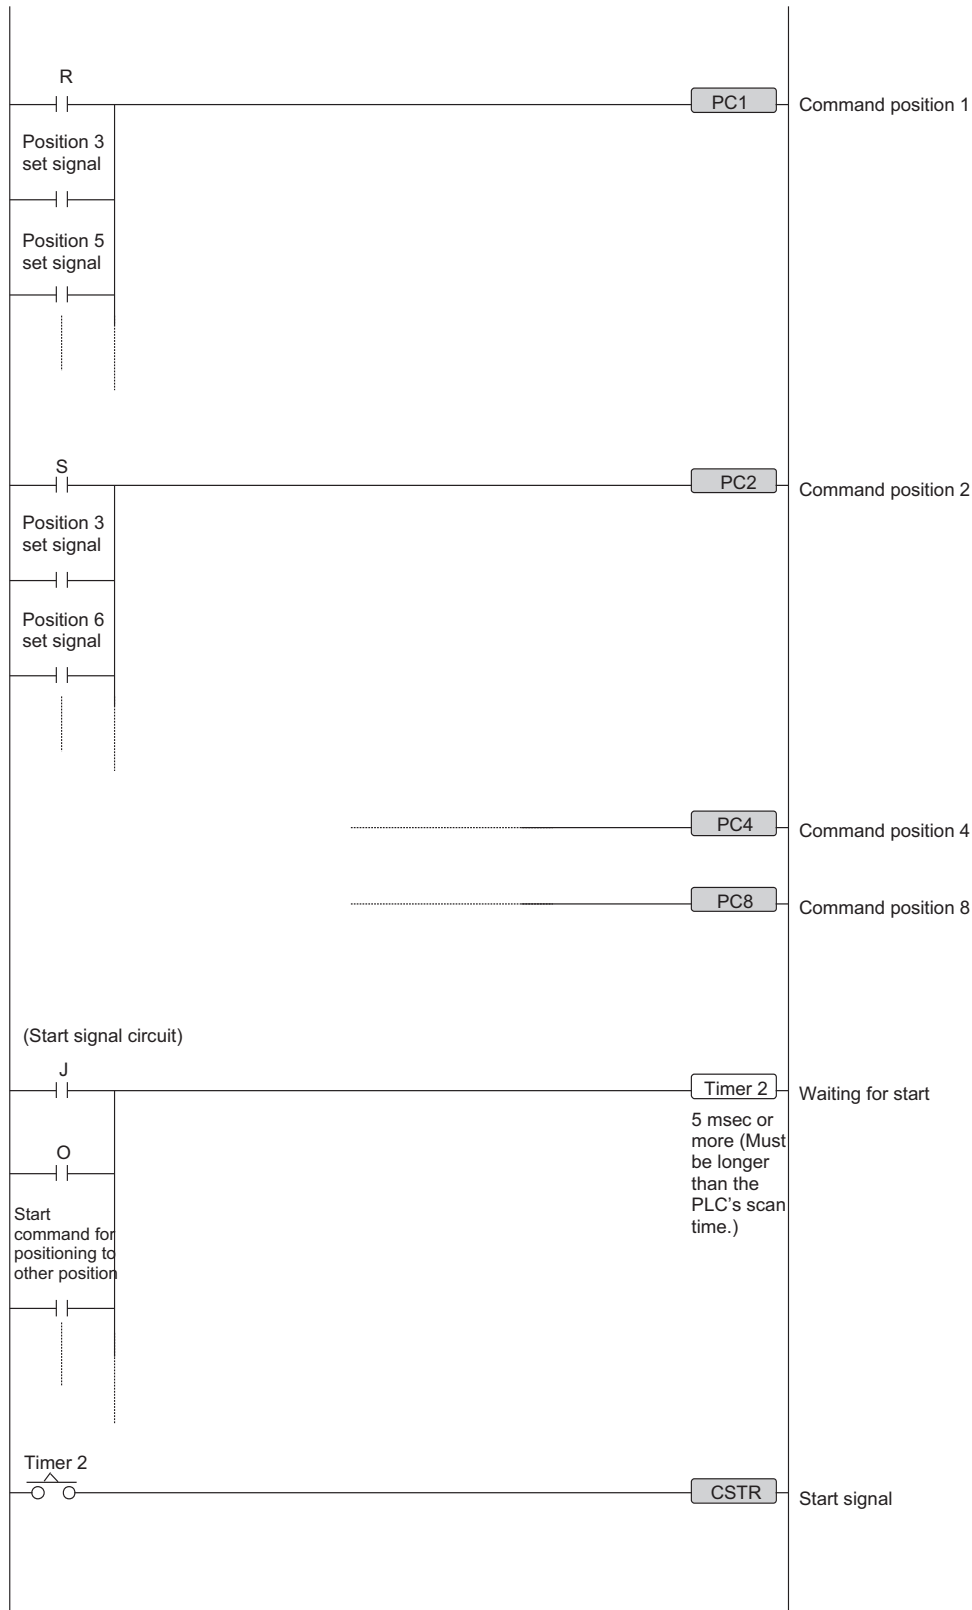 R
PC1
Command position 1
Position 3
set signal
Position 5
set signal
S
PC2
Command position 2
Position 3
set signal
Position 6
set signal
PC4
Command position 4
PC8
Command position 8
(Start signal circuit)
J
Timer 2
Waiting for start
5 msec or
more (Must
be longer
than the
PLC’s scan
time.)
O
Start
command for
positioning to
other position
Timer 2
CSTR
Start signal